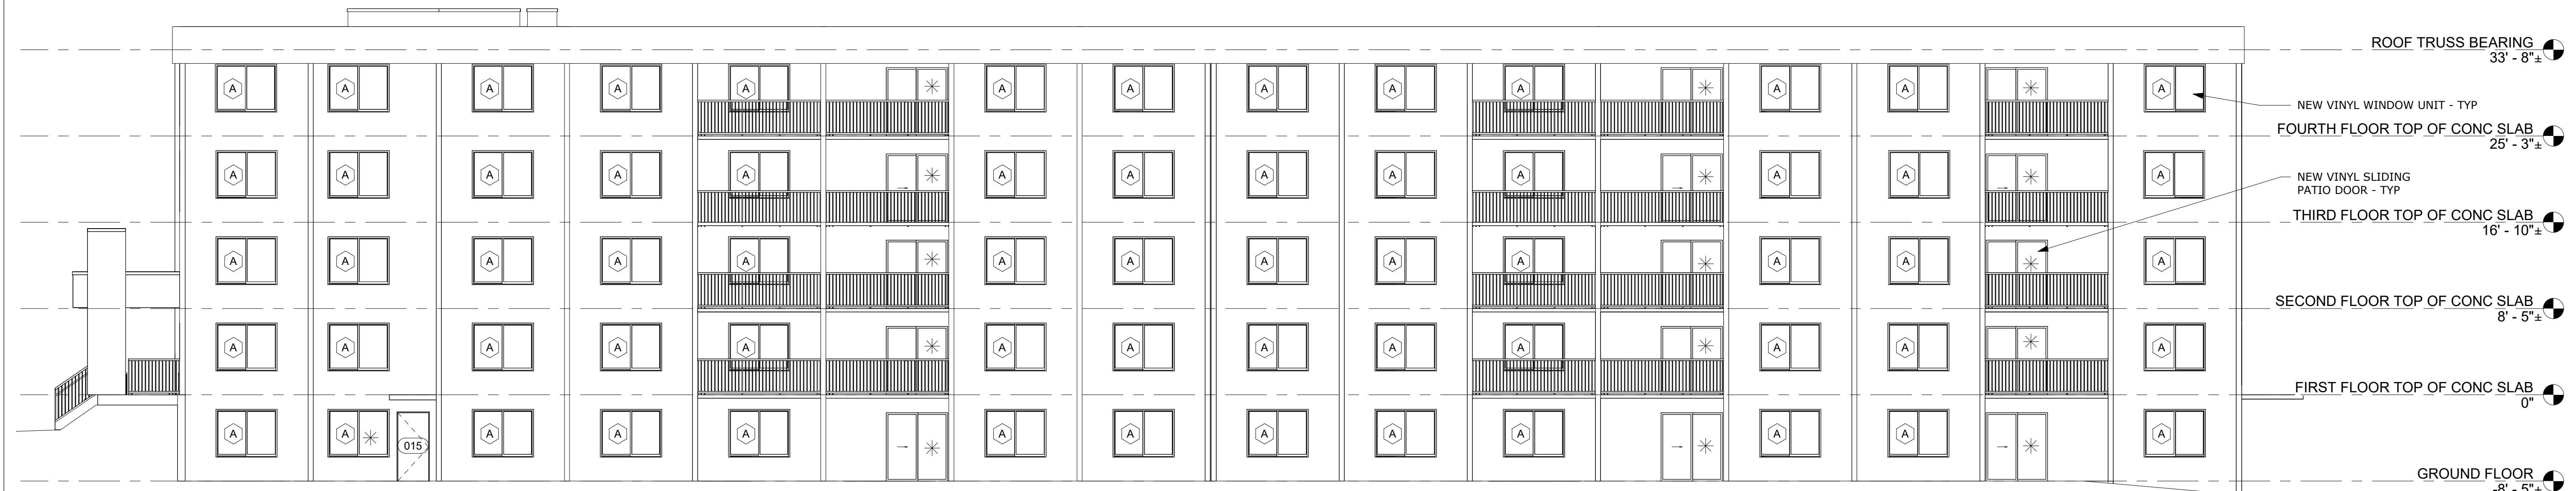 ROOF TRUSS BEARING
33' - 8"±
A A A A A A A A A A A A A
NEW VINYL WINDOW UNIT - TYP
FOURTH FLOOR TOP OF CONC SLAB
25' - 3"±
A A A A A A A A A A A A A
NEW VINYL SLIDING
PATIO DOOR - TYP
THIRD FLOOR TOP OF CONC SLAB
16' - 10"±
A A A A A A A A A A A A A
SECOND FLOOR TOP OF CONC SLAB
8' - 5"±
A A A A A A A A A A A A A
FIRST FLOOR TOP OF CONC SLAB
0"
A A A A A A A A A A A A A
015
GROUND FLOOR
-8' - 5"±